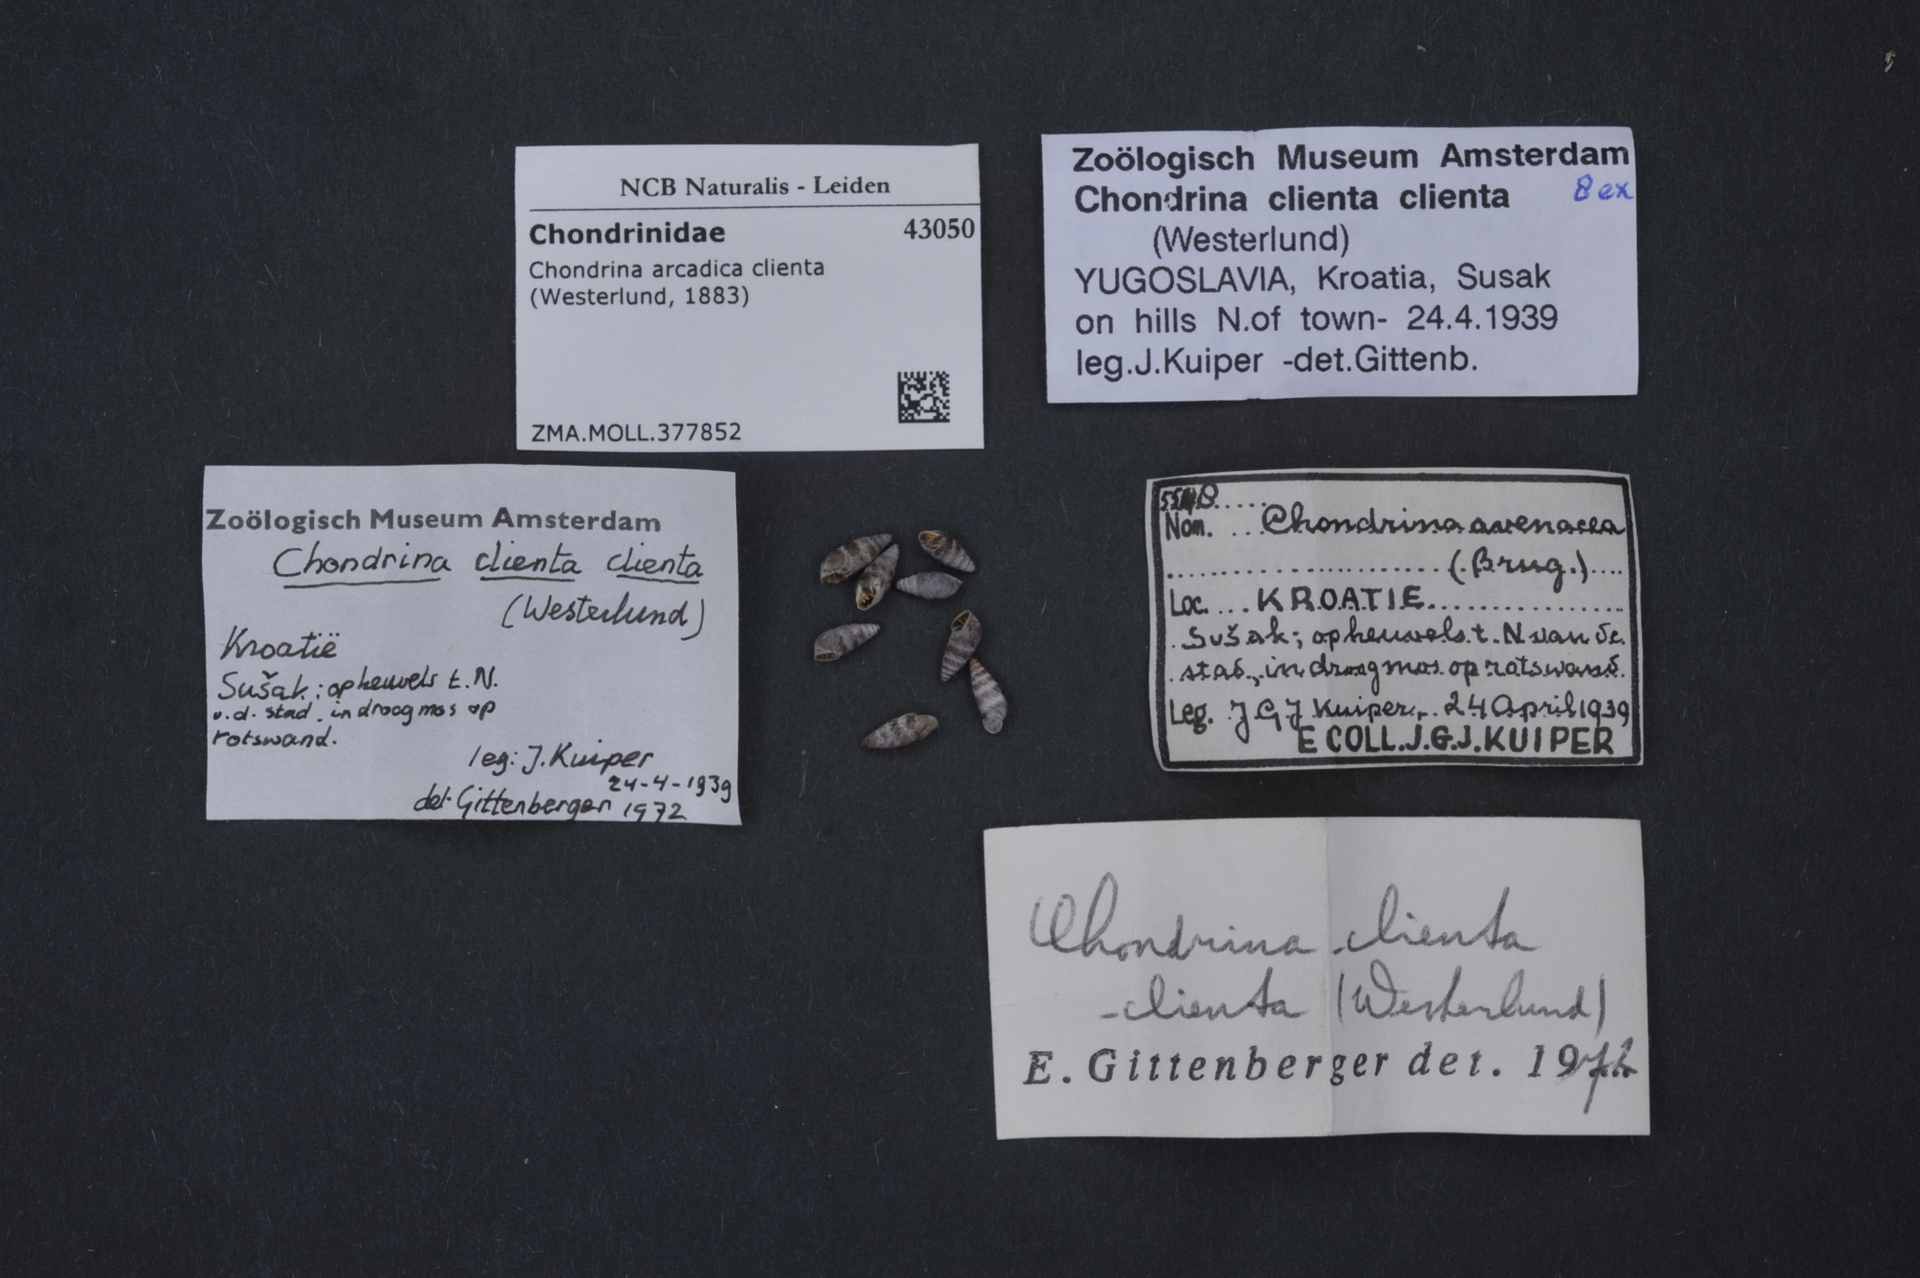 NCB Naturalis - Leiden
Chondrinidae 43050
Chondrina arcadica clienta
(Westerlund, 1883)
ZMA.MOLL.377852
Zoölogisch Museum Amsterdam
Chondrina clienta clienta 8 ex
(Westerlund)
YUGOSLAVIA, Kroatia, Susak
on hills N.of town- 24.4.1939
leg.J.Kuiper -det.Gittenb.
Zoölogisch Museum Amsterdam
Chondrina clienta clienta
(Westerlund)
Kroatië
Sušak; op heuvels t. N.
v.d. stad. in droog mos op
rotswand.
leg: J. Kuiper
24-4-1939
det. Gittenberger 1972
Nom. ... Chondrina avenacea
(Brug.)
Loc. ... KROATIE
Sušak; op heuvels t. N van de
stad, in droog mos op rotswand.
Leg. J G J Kuiper, 24 April 1939
E COLL. J.G.J. KUIPER
Chondrina clienta
clienta (Westerlund)
E. Gittenberger det. 1972